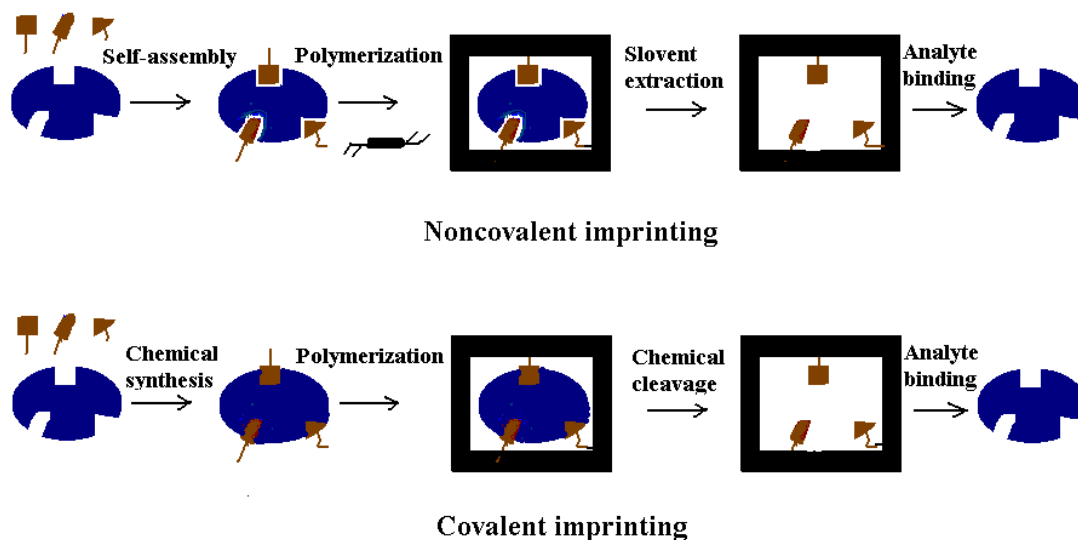 Self-assembly
Polymerization
Slovent
extraction
Analyte
binding
Noncovalent imprinting
Chemical
synthesis
Polymerization
Chemical
cleavage
Analyte
binding
Covalent imprinting